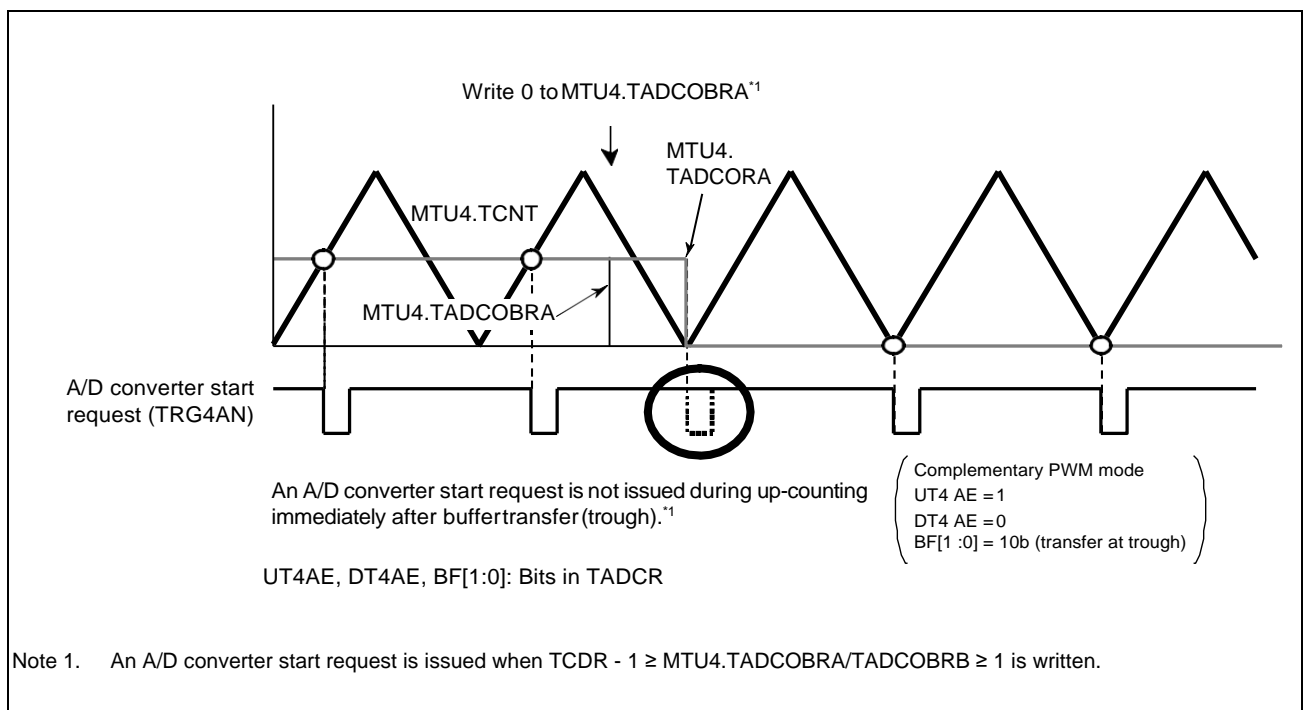 Write 0 to MTU4.TADCOBRA*1
MTU4.
TADCORA
MTU4.TCNT
MTU4.TADCOBRA
A/D converter start
request (TRG4AN)
An A/D converter start request is not issued during up-counting
immediately after buffer transfer (trough).*1
Complementary PWM mode
UT4 AE = 1
DT4 AE = 0
BF[1 :0] = 10b (transfer at trough)
UT4AE, DT4AE, BF[1:0]: Bits in TADCR
Note 1. An A/D converter start request is issued when TCDR - 1 ≥ MTU4.TADCOBRA/TADCOBRB ≥ 1 is written.